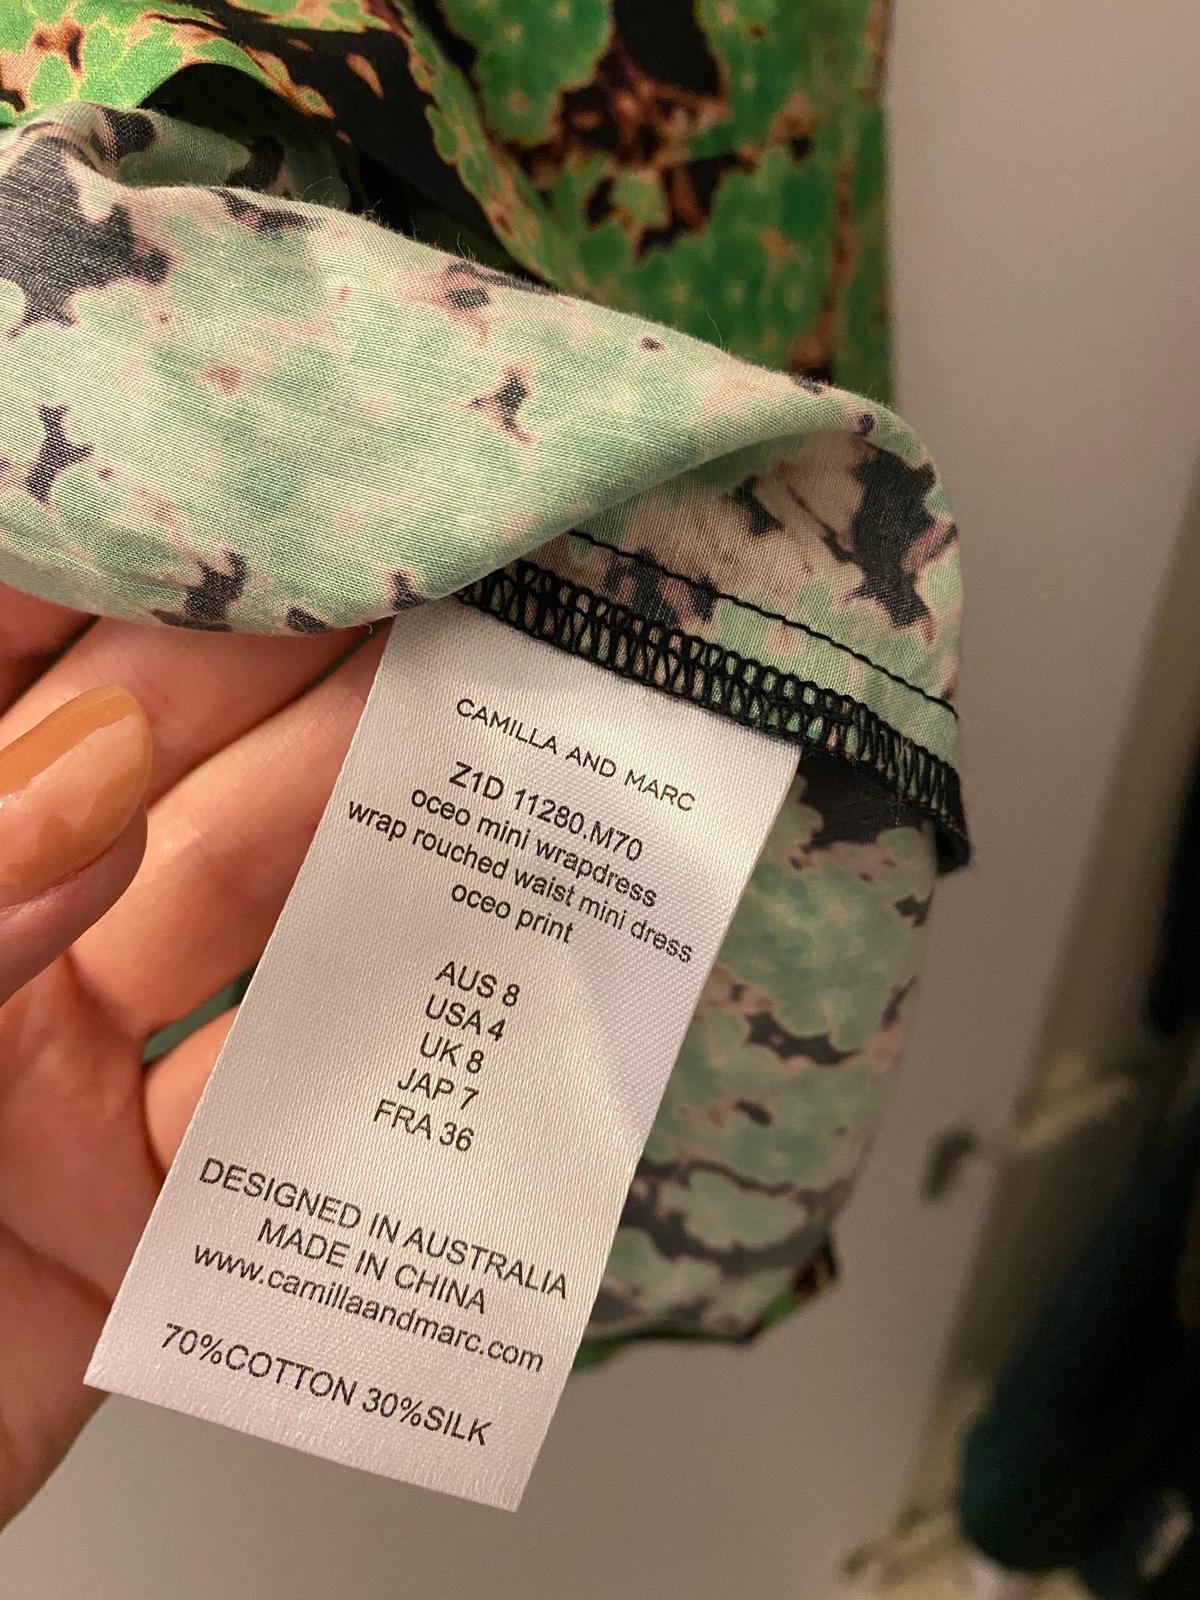 CAMILLA AND MARC
Z1D 11280.M70
oceo mini wrapdress
wrap rouched waist mini dress
oceo print
AUS 8
USA 4
UK 8
JAP 7
FRA 36
DESIGNED IN AUSTRALIA
MADE IN CHINA
www.camillaandmarc.com
70%COTTON 30%SILK